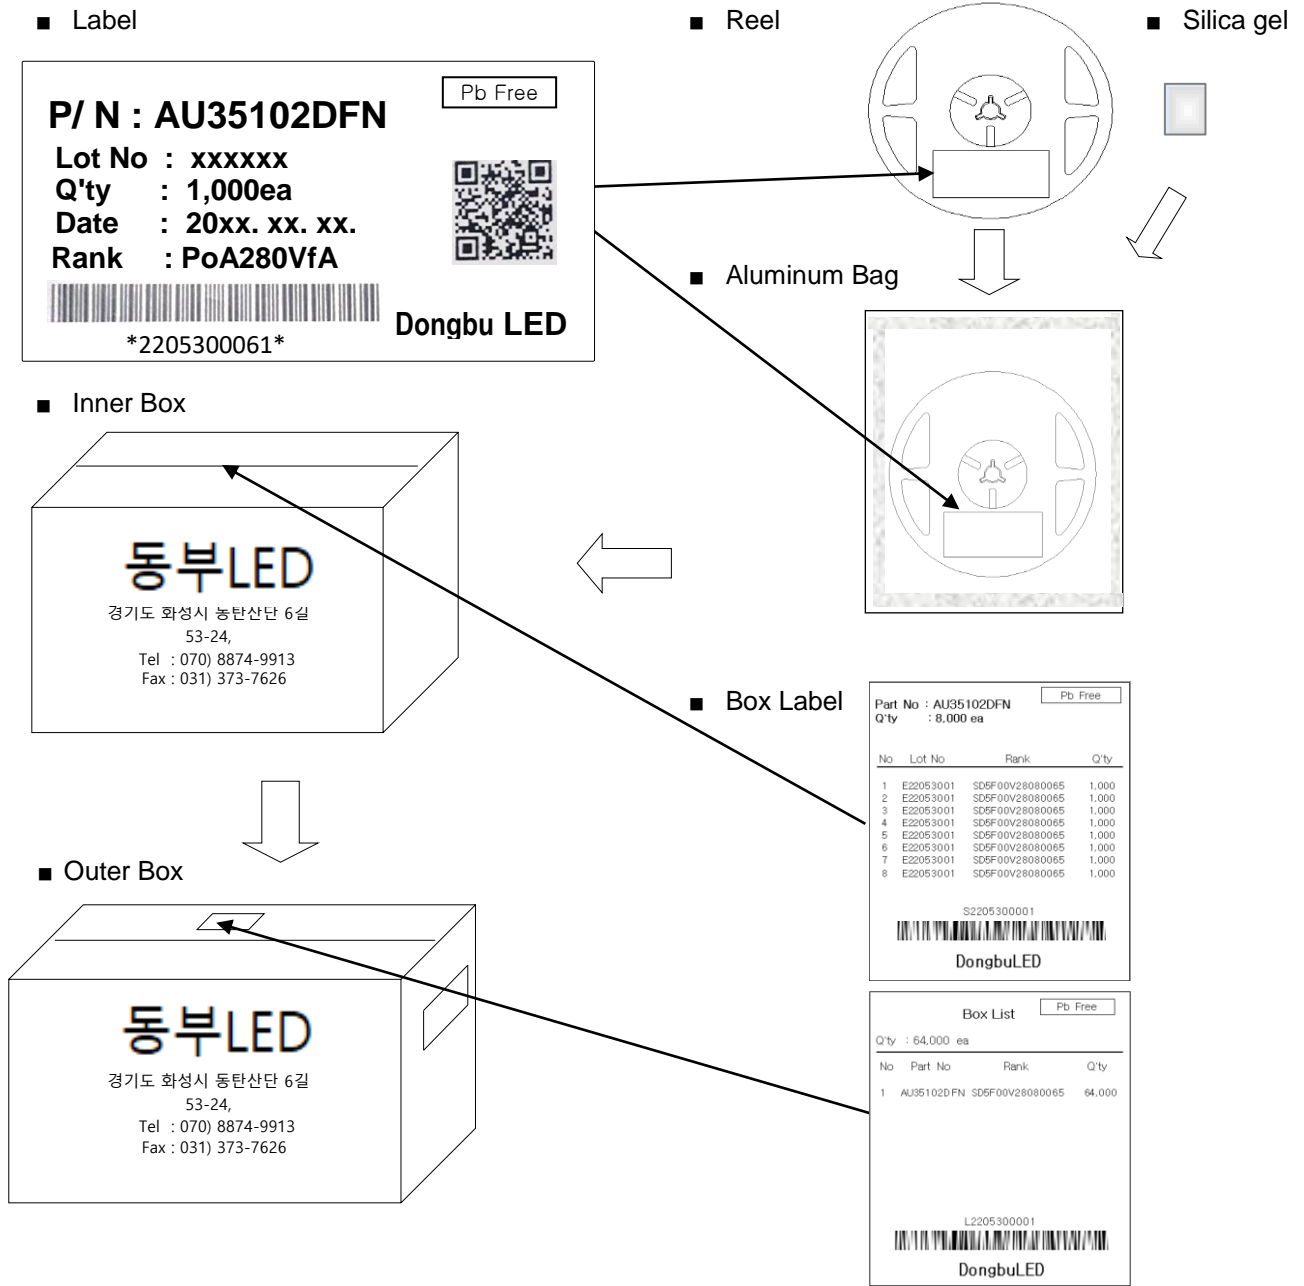 ■ Label
Pb Free
P/ N : AU35102DFN
Lot No : xxxxxx
Q'ty : 1,000ea
Date : 20xx. xx. xx.
Rank : PoA280VfA
*2205300061*
Dongbu LED
■ Reel
■ Silica gel
■ Aluminum Bag
■ Inner Box
동부LED
경기도 화성시 농탄산단 6길
53-24,
Tel : 070) 8874-9913
Fax : 031) 373-7626
■ Box Label
Pb Free
Part No : AU35102DFN
Q'ty : 8,000 ea
No Lot No Rank Q'ty
1 E22053001 SD5F00V28080065 1,000
2 E22053001 SD5F00V28080065 1,000
3 E22053001 SD5F00V28080065 1,000
4 E22053001 SD5F00V28080065 1,000
5 E22053001 SD5F00V28080065 1,000
6 E22053001 SD5F00V28080065 1,000
7 E22053001 SD5F00V28080065 1,000
8 E22053001 SD5F00V28080065 1,000
S2205300001
DongbuLED
■ Outer Box
동부LED
경기도 화성시 동탄산단 6길
53-24,
Tel : 070) 8874-9913
Fax : 031) 373-7626
Box List
Pb Free
Q'ty : 64,000 ea
No Part No Rank Q'ty
1 AU35102DFN SD5F00V28080065 64,000
L2205300001
DongbuLED